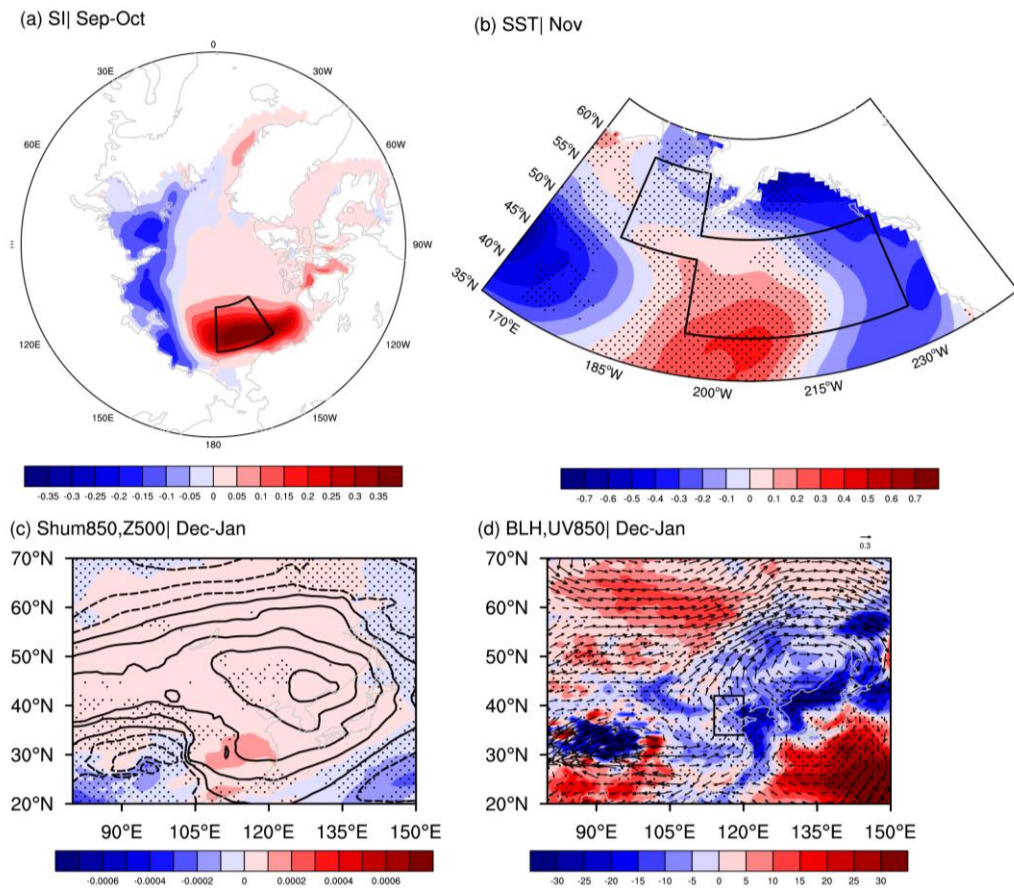 (a) SI| Sep-Oct
0
30E
30W
60E
60W
90W
120E
120W
150E
150W
180
-0.35 -0.3 -0.25 -0.2 -0.15 -0.1 -0.05 0 0.05 0.1 0.15 0.2 0.25 0.3 0.35
(b) SST| Nov
60°N
55°N
50°N
45°N
40°N
35°N
170°E
185°W
200°W
215°W
230°W
-0.7 -0.6 -0.5 -0.4 -0.3 -0.2 -0.1 0 0.1 0.2 0.3 0.4 0.5 0.6 0.7
(c) Shum850,Z500| Dec-Jan
70°N
60°N
50°N
40°N
30°N
20°N
90°E 105°E 120°E 135°E 150°E
-0.0006 -0.0004 -0.0002 0 0.0002 0.0004 0.0006
(d) BLH,UV850| Dec-Jan
0.3
70°N
60°N
50°N
40°N
30°N
20°N
90°E 105°E 120°E 135°E 150°E
-30 -25 -20 -15 -10 -5 0 5 10 15 20 25 30